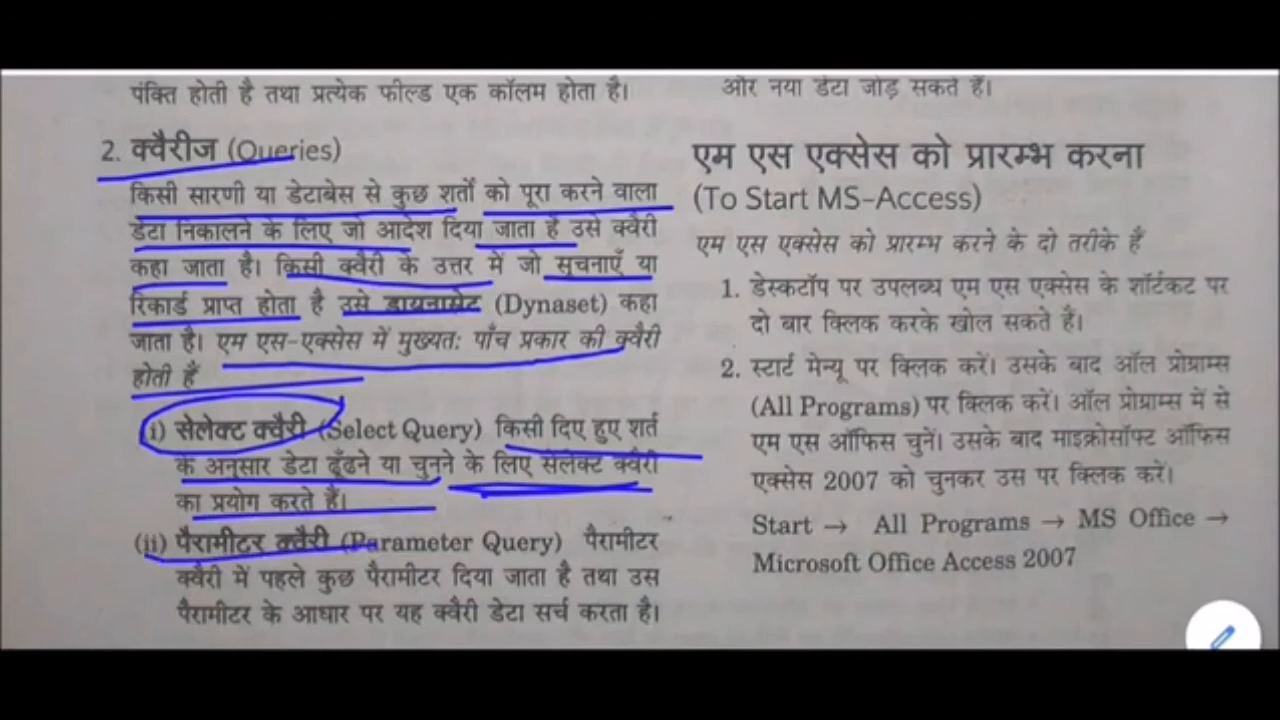 पंक्ति होती है तथा प्रत्येक फील्ड एक कॉलम होता है।
2. क्वैरीज (Queries)
किसी सारणी या डेटाबेस से कुछ शर्तों को पूरा करने वाला
डेटा निकालने के लिए जो आदेश दिया जाता है उसे क्वैरी
कहा जाता है। किसी क्वैरी के उत्तर में जो सूचनाएँ या
रिकार्ड प्राप्त होता है उसे डायनासेट (Dynaset) कहा
जाता है। एम एस-एक्सेस में मुख्यतः पाँच प्रकार की क्वैरी
होती हैं
(i) सेलेक्ट क्वैरी (Select Query) किसी दिए हुए शर्त
के अनुसार डेटा ढूँढने या चुनने के लिए सेलेक्ट क्वैरी
का प्रयोग करते हैं।
(ii) पैरामीटर क्वैरी (Parameter Query) पैरामीटर
क्वैरी में पहले कुछ पैरामीटर दिया जाता है तथा उस
पैरामीटर के आधार पर यह क्वैरी डेटा सर्च करता है।
और नया डेटा जोड़ सकते हैं।
एम एस एक्सेस को प्रारम्भ करना
(To Start MS-Access)
एम एस एक्सेस को प्रारम्भ करने के दो तरीके हैं
1. डेस्कटॉप पर उपलब्ध एम एस एक्सेस के शॉर्टकट पर
दो बार क्लिक करके खोल सकते हैं।
2. स्टार्ट मेन्यू पर क्लिक करें। उसके बाद ऑल प्रोग्राम्स
(All Programs) पर क्लिक करें। ऑल प्रोग्राम्स में से
एम एस ऑफिस चुनें। उसके बाद माइक्रोसॉफ्ट ऑफिस
एक्सेस 2007 को चुनकर उस पर क्लिक करें।
Start → All Programs → MS Office →
Microsoft Office Access 2007